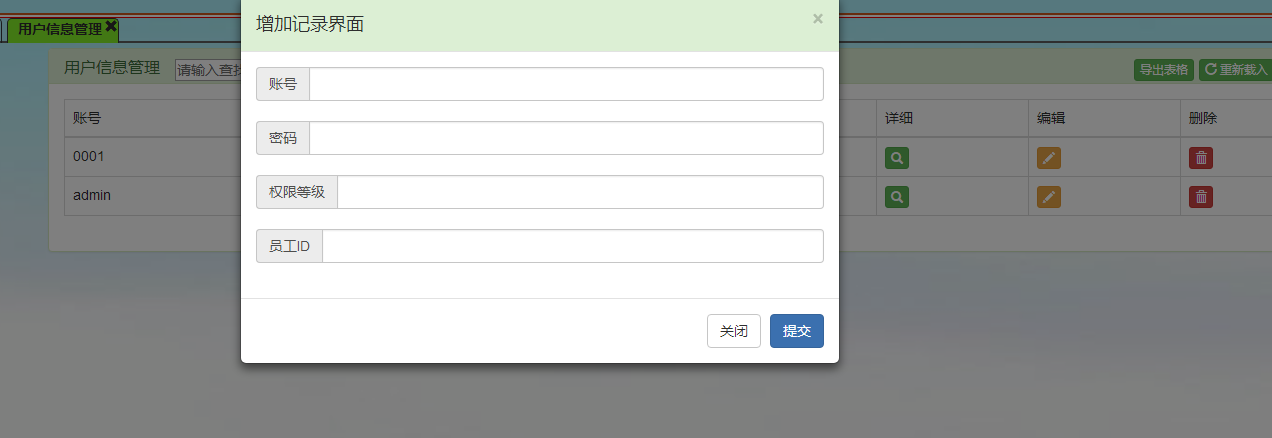 增加记录界面
×
用户信息管理
用户信息管理
请输入查
导出表格
重新载入
账号
密码
权限等级
员工ID
关闭
提交
账号
详细
编辑
删除
0001
admin